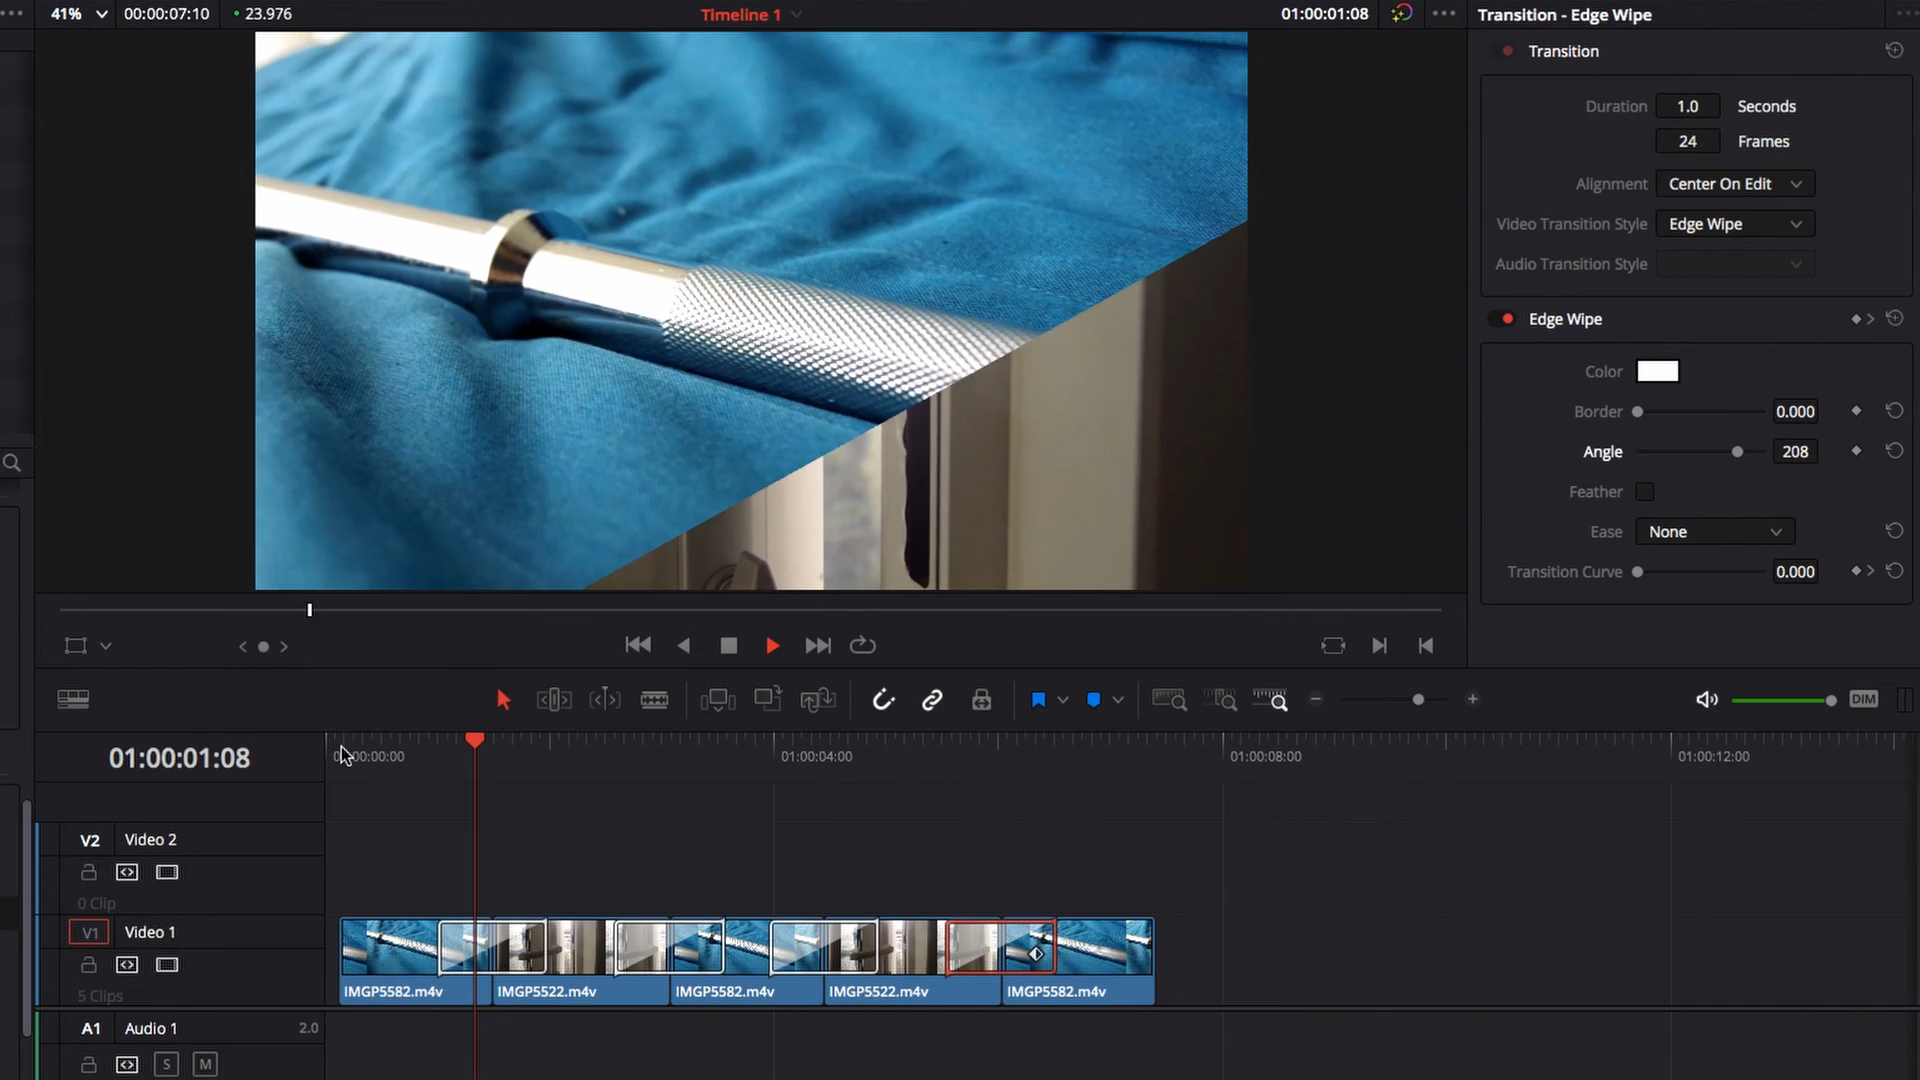 41%
00:00:07:10
23.976
Timeline 1
01:00:01:08
Transition - Edge Wipe
Transition
Duration 1.0 Seconds
24 Frames
Alignment Center On Edit
Video Transition Style Edge Wipe
Audio Transition Style
Edge Wipe
Color
Border 0.000
Angle 208
Feather
Ease None
Transition Curve 0.000
DIM
01:00:01:08
01:00:04:00
01:00:08:00
01:00:12:00
V2 Video 2
0 Clip
V1 Video 1
5 Clips
IMGP5582.m4v
IMGP5522.m4v
IMGP5582.m4v
IMGP5522.m4v
IMGP5582.m4v
A1 Audio 1 2.0
S M